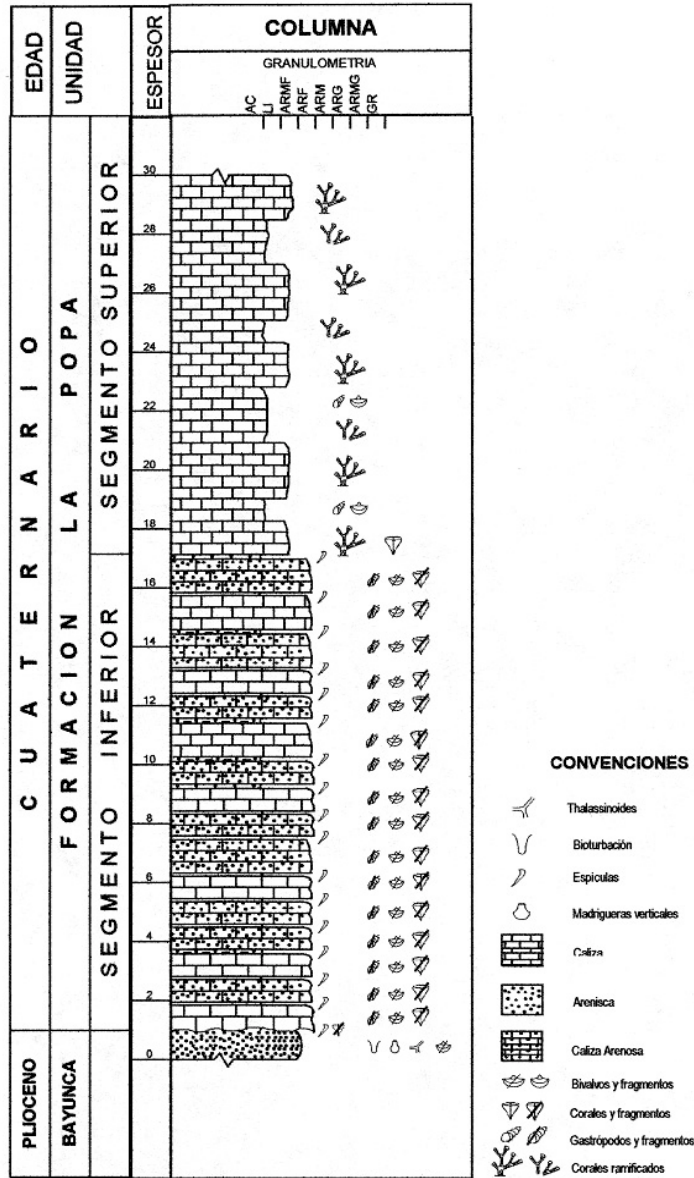 EDAD
UNIDAD
ESPESOR
COLUMNA
GRANULOMETRIA
AC
LI
ARMF
ARF
ARM
ARG
ARMG
GR
CUATERNARIO
FORMACION LA POPA
SEGMENTO SUPERIOR
SEGMENTO INFERIOR
PLIOCENO
BAYUNCA
30
28
26
24
22
20
18
16
14
12
10
8
6
4
2
0
CONVENCIONES
Thalassinoides
Bioturbación
Espiculas
Madrigueras verticales
Caliza
Arenisca
Caliza Arenosa
Bivalvos y fragmentos
Corales y fragmentos
Gastrópodos y fragmentos
Corales ramificados